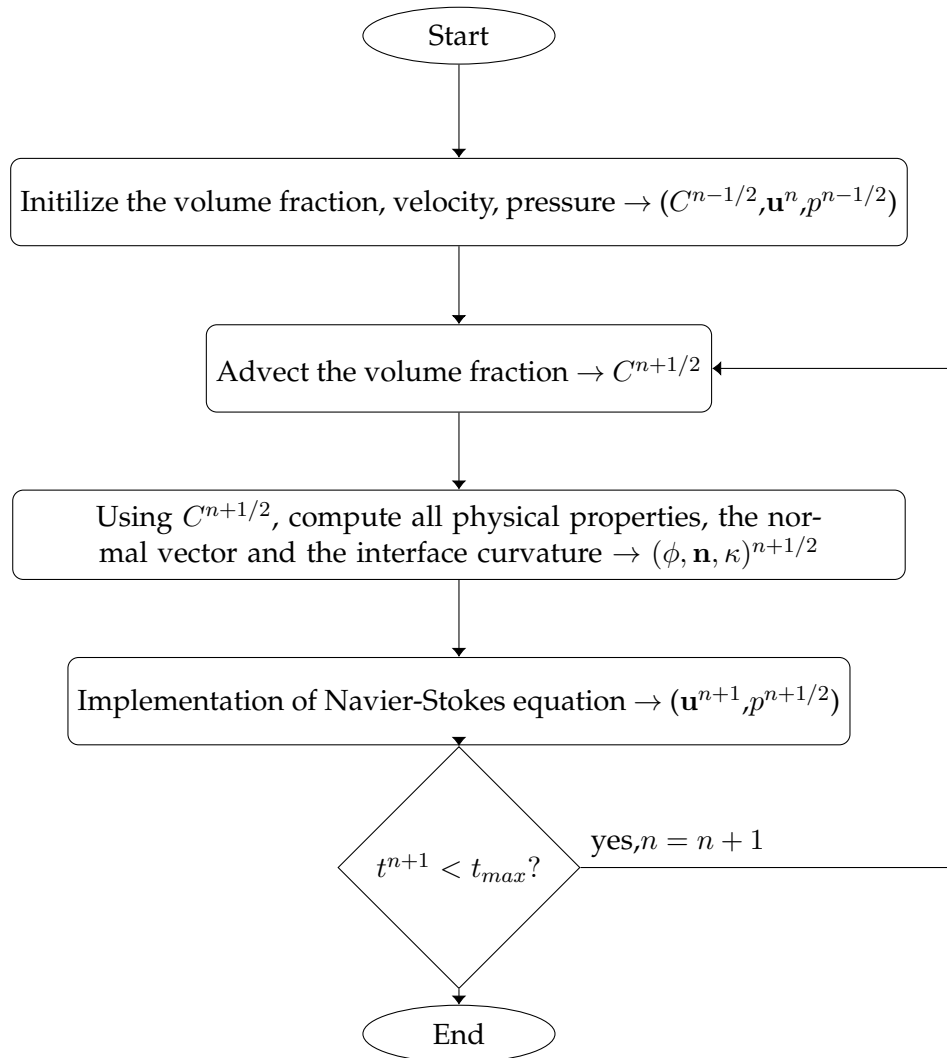 Start
Initilize the volume fraction, velocity, pressure → (C^{n−1/2},u^n,p^{n−1/2})
Advect the volume fraction → C^{n+1/2}
Using C^{n+1/2}, compute all physical properties, the nor-
mal vector and the interface curvature → (ϕ, n, κ)^{n+1/2}
Implementation of Navier-Stokes equation → (u^{n+1},p^{n+1/2})
yes,n = n + 1
t^{n+1} < t_{max}?
End